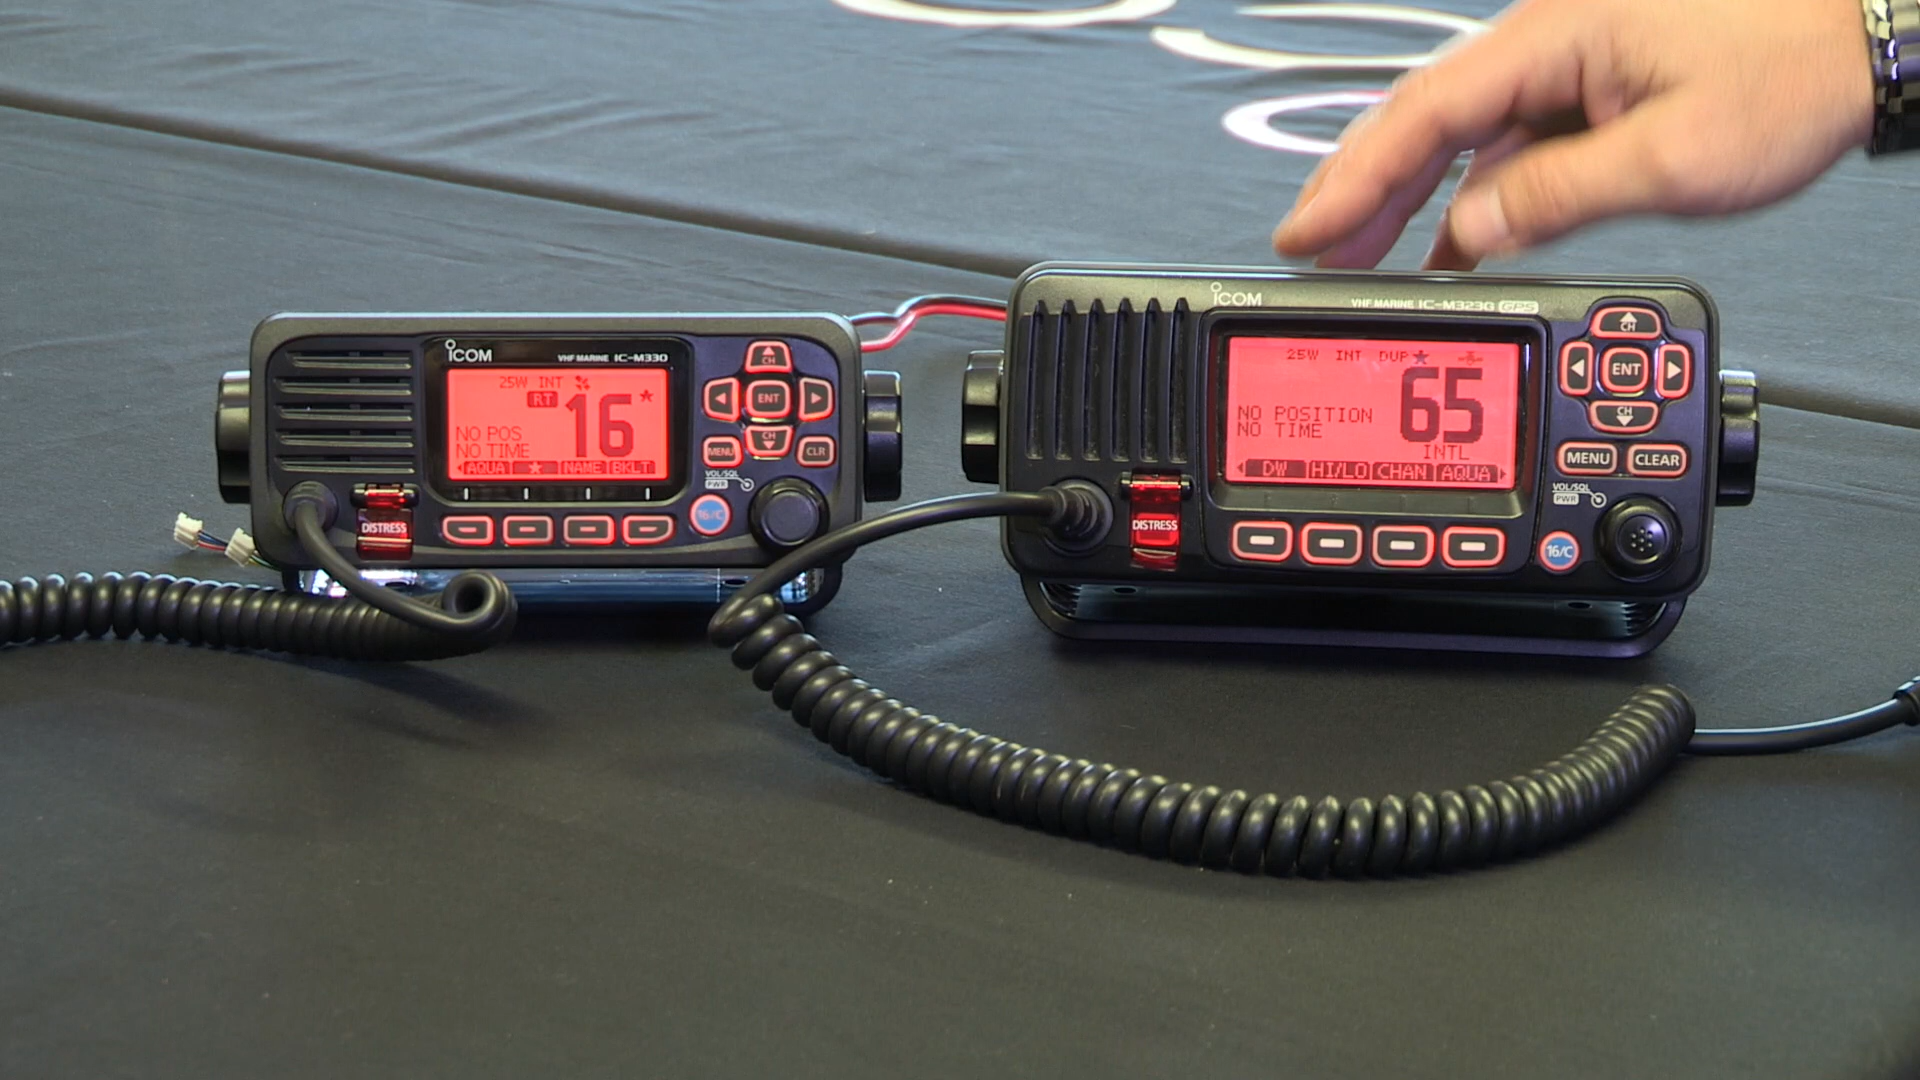 ICOM
VHF MARINE IC-M330
25W INT
RT
16
NO POS
NO TIME
AQUA ★ NAME BKLT
CH
ENT
CH
MENU
CLR
VOL/SQL
PWR
DISTRESS
16/C
ICOM
VHF MARINE IC-M323G GPS
25W INT DUP ★
65
NO POSITION
NO TIME
INTL
DW HI/LO CHAN AQUA
CH
ENT
CH
MENU
CLEAR
VOL/SQL
PWR
DISTRESS
16/C